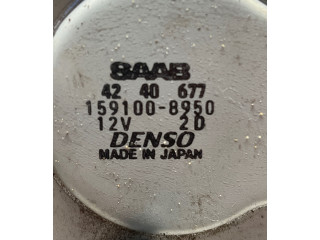 SAAB
42 40 677
159100-8950
12V 2D
DENSO
MADE IN JAPAN